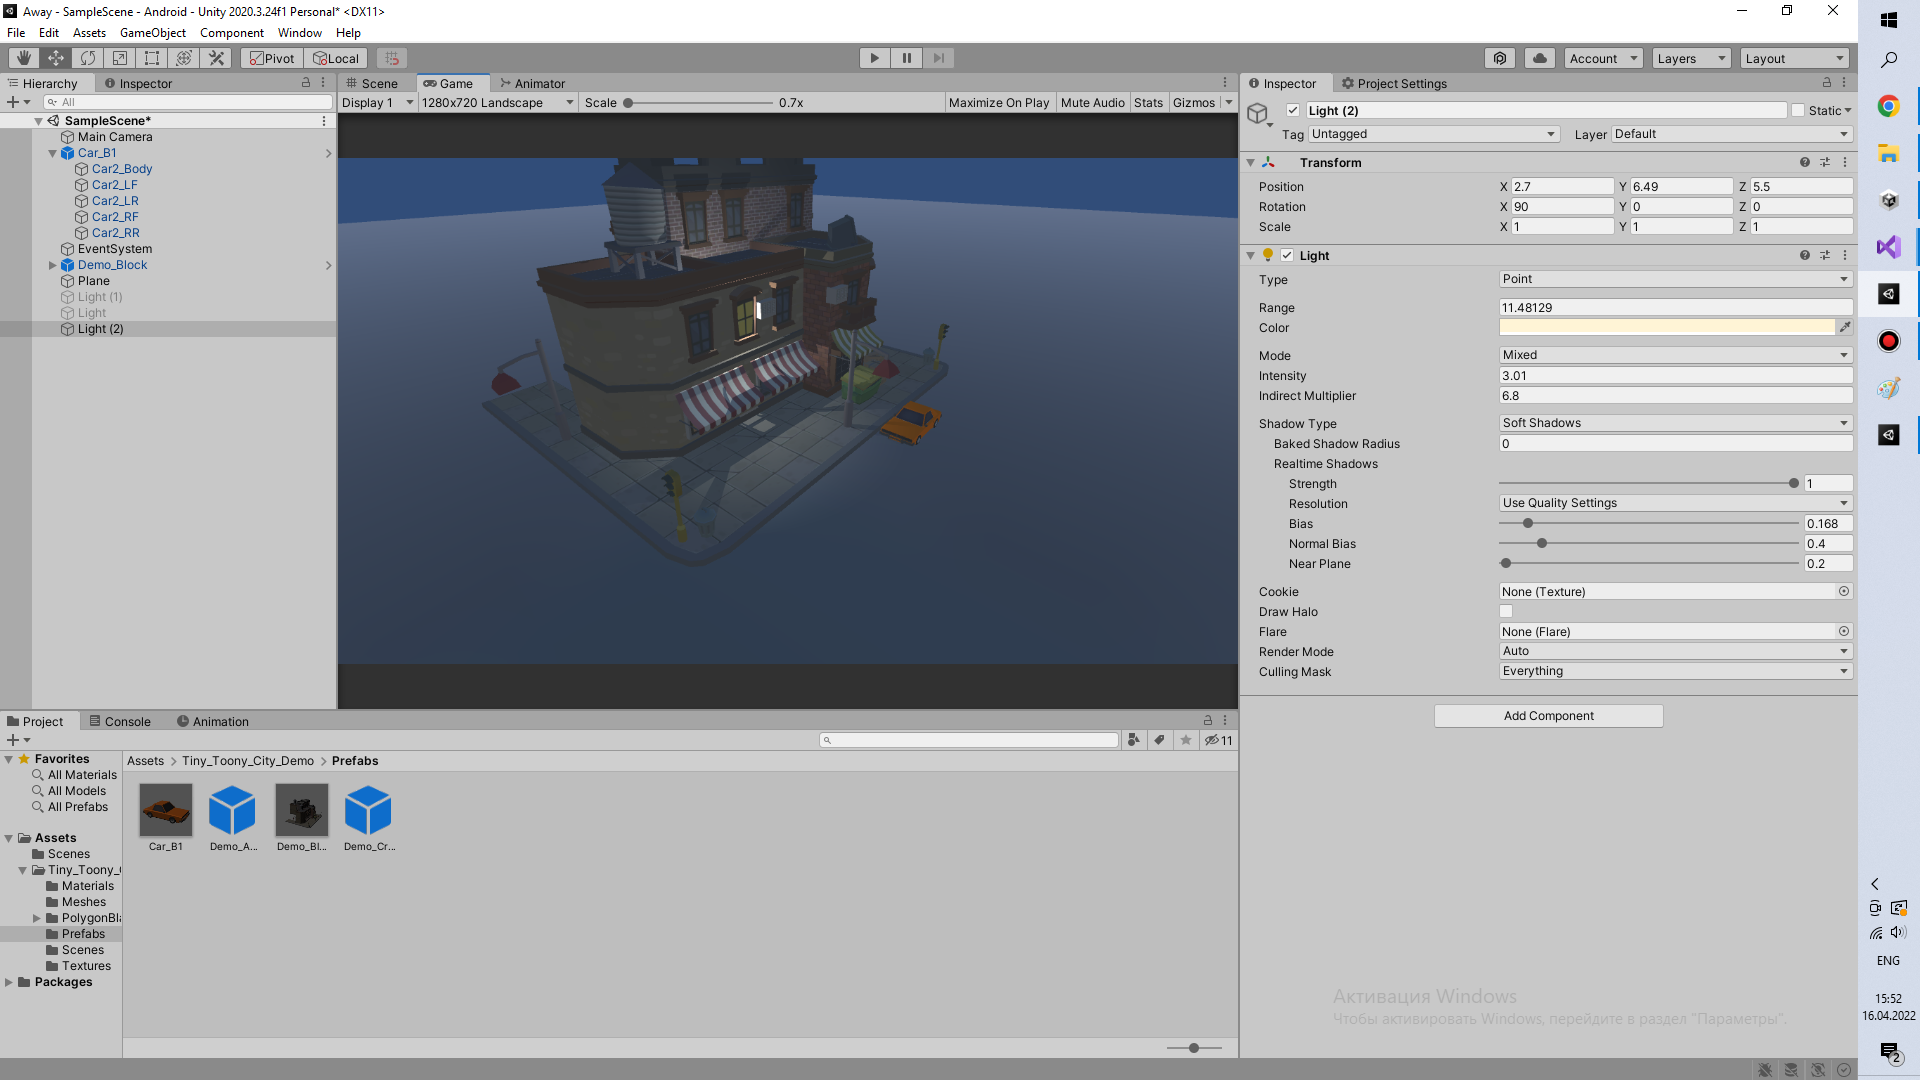 Away - SampleScene - Android - Unity 2020.3.24f1 Personal* <DX11>
File Edit Assets GameObject Component Window Help
Pivot Local Account Layers Layout
Hierarchy Inspector
All
SampleScene*
Main Camera
Car_B1
Car2_Body
Car2_LF
Car2_LR
Car2_RF
Car2_RR
EventSystem
Demo_Block
Plane
Light (1)
Light
Light (2)
Scene Game Animator
Display 1 1280x720 Landscape Scale 0.7x Maximize On Play Mute Audio Stats Gizmos
Inspector Project Settings
Light (2) Static
Tag Untagged Layer Default
Transform
Position X 2.7 Y 6.49 Z 5.5
Rotation X 90 Y 0 Z 0
Scale X 1 Y 1 Z 1
Light
Type Point
Range 11.48129
Color
Mode Mixed
Intensity 3.01
Indirect Multiplier 6.8
Shadow Type Soft Shadows
Baked Shadow Radius 0
Realtime Shadows
Strength 1
Resolution Use Quality Settings
Bias 0.168
Normal Bias 0.4
Near Plane 0.2
Cookie None (Texture)
Draw Halo
Flare None (Flare)
Render Mode Auto
Culling Mask Everything
Add Component
Project Console Animation
11
Favorites
All Materials
All Models
All Prefabs
Assets
Scenes
Tiny_Toony_
Materials
Meshes
PolygonBla
Prefabs
Scenes
Textures
Packages
Assets > Tiny_Toony_City_Demo > Prefabs
Car_B1 Demo_A... Demo_Bl... Demo_Cr...
Активация Windows
Чтобы активировать Windows, перейдите в раздел "Параметры".
ENG
15:52
16.04.2022
2